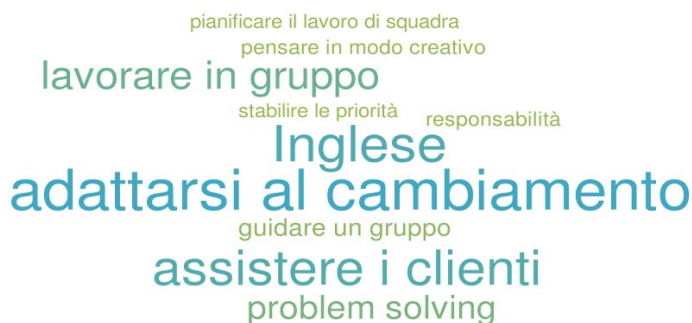 pianificare il lavoro di squadra
pensare in modo creativo
lavorare in gruppo
stabilire le priorità
responsabilità
Inglese
adattarsi al cambiamento
guidare un gruppo
assistere i clienti
problem solving